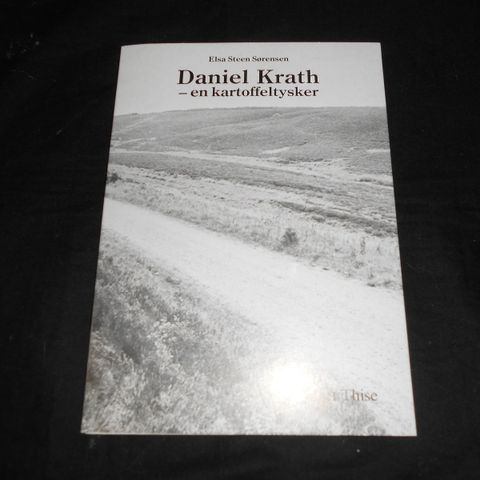 Elsa Steen Sørensen
Daniel Krath
– en kartoffeltysker
Thise